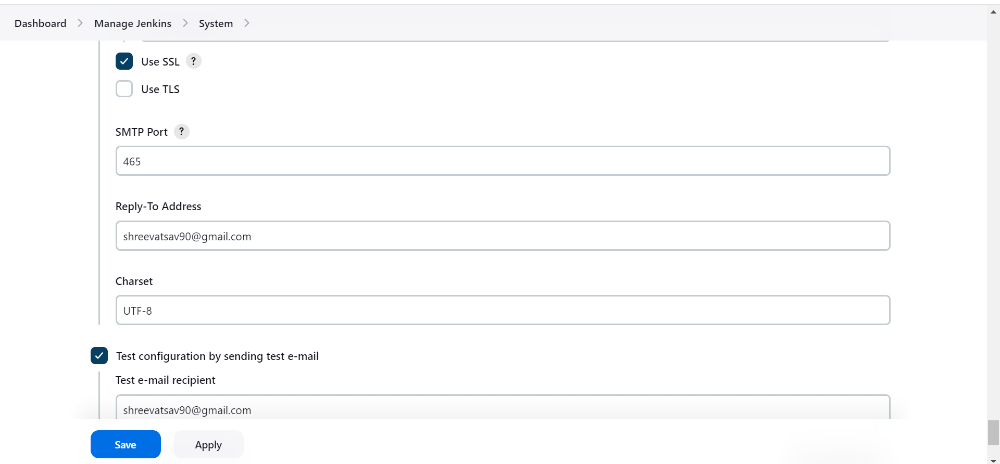 Dashboard > Manage Jenkins > System >
Use SSL ?
Use TLS
SMTP Port ?
465
Reply-To Address
shreevatsav90@gmail.com
Charset
UTF-8
Test configuration by sending test e-mail
Test e-mail recipient
shreevatsav90@gmail.com
Save Apply